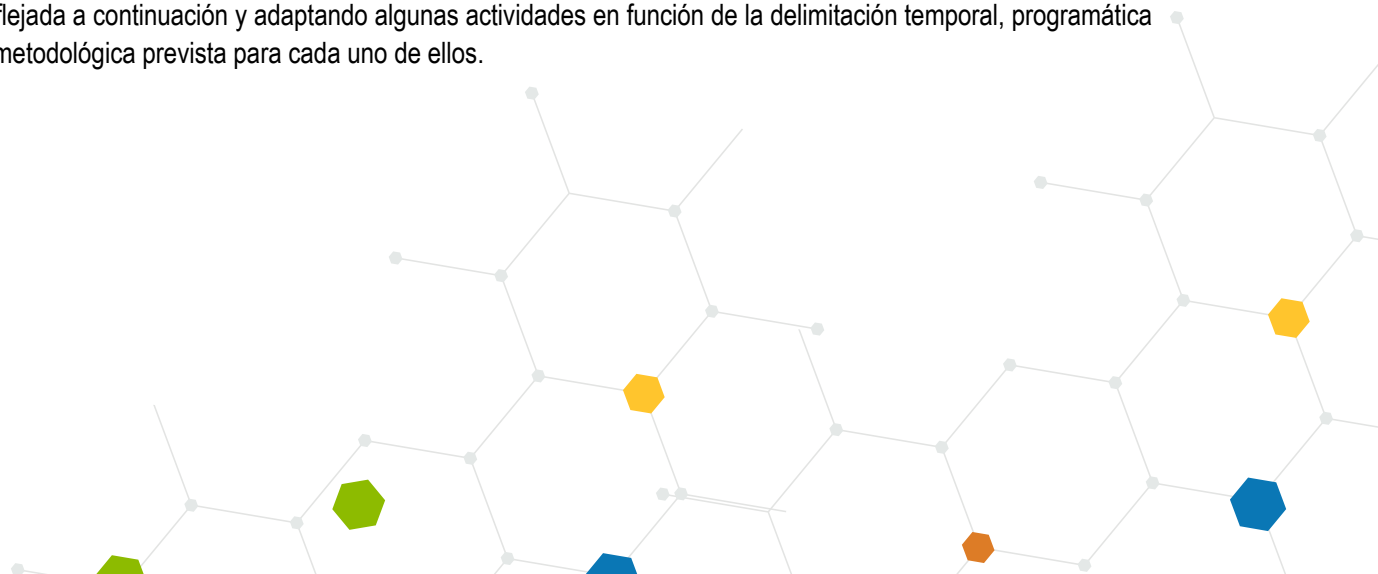 flejada a continuación y adaptando algunas actividades en función de la delimitación temporal, programática
metodológica prevista para cada uno de ellos.